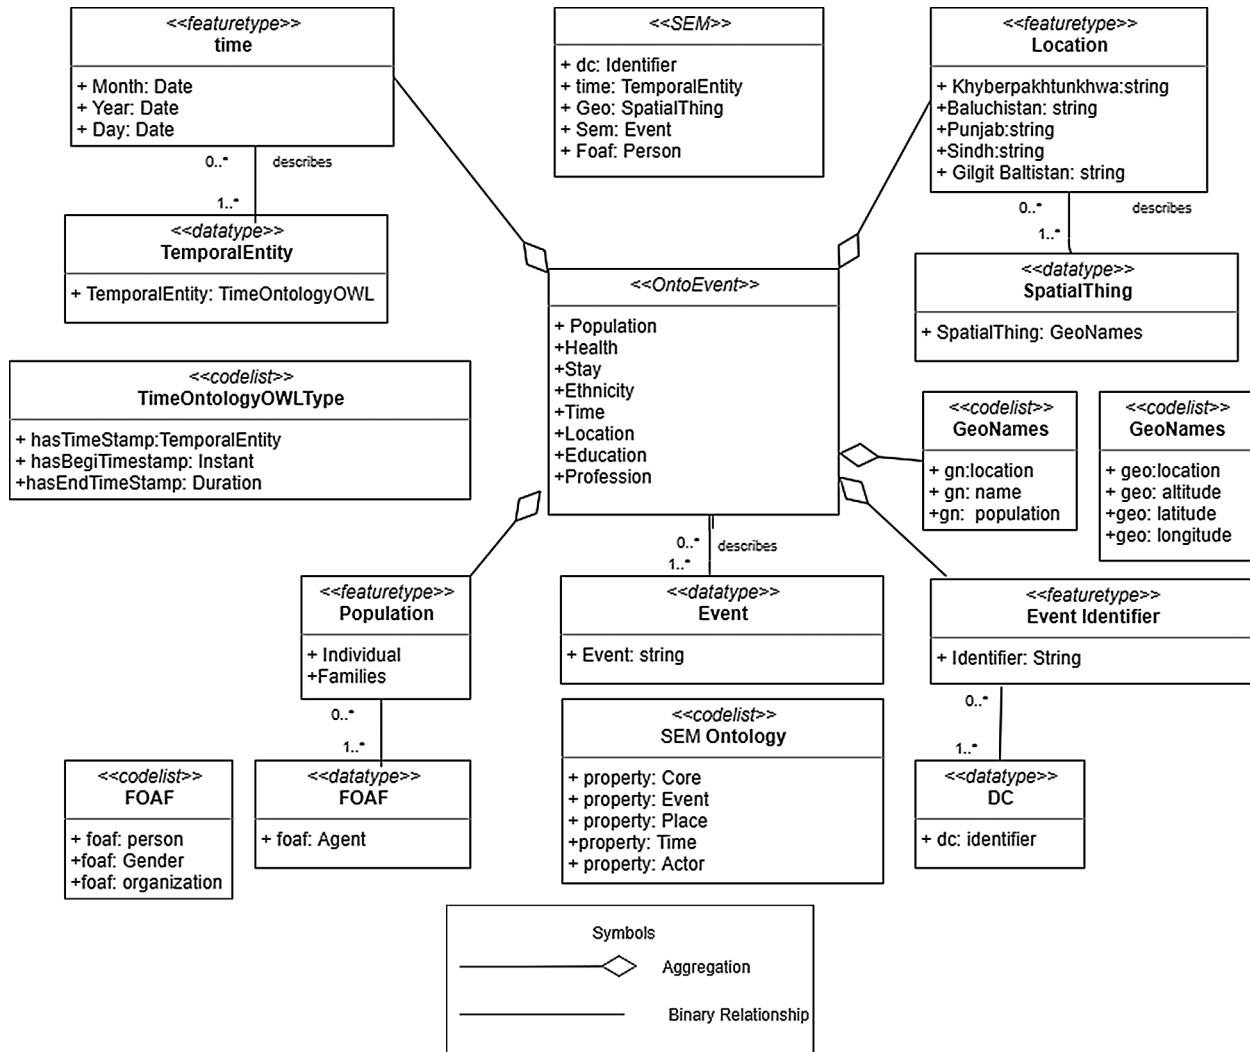 <<featuretype>>
time
+ Month: Date
+ Year: Date
+ Day: Date
0..*
describes
1..*
<<datatype>>
TemporalEntity
+ TemporalEntity: TimeOntologyOWL
<<SEM>>
+ dc: Identifier
+ time: TemporalEntity
+ Geo: SpatialThing
+ Sem: Event
+ Foaf: Person
<<featuretype>>
Location
+ Khyberpakhtunkhwa:string
+Baluchistan: string
+Punjab:string
+Sindh:string
+ Gilgit Baltistan: string
0..*
describes
1..*
<<datatype>>
SpatialThing
+ SpatialThing: GeoNames
<<OntoEvent>>
+ Population
+Health
+Stay
+Ethnicity
+Time
+Location
+Education
+Profession
<<codelist>>
TimeOntologyOWLType
+ hasTimeStamp:TemporalEntity
+ hasBegiTimestamp: Instant
+hasEndTimeStamp: Duration
<<codelist>>
GeoNames
+ gn:location
+ gn: name
+gn: population
<<codelist>>
GeoNames
+ geo:location
+ geo: altitude
+geo: latitude
+geo: longitude
0..*
describes
1..*
<<featuretype>>
Population
+ Individual
+Families
<<datatype>>
Event
+ Event: string
<<featuretype>>
Event Identifier
+ Identifier: String
0..*
1..*
0..*
1..*
<<codelist>>
FOAF
+ foaf: person
+foaf: Gender
+foaf: organization
<<datatype>>
FOAF
+ foaf: Agent
<<codelist>>
SEM Ontology
+ property: Core
+ property: Event
+ property: Place
+property: Time
+ property: Actor
<<datatype>>
DC
+ dc: identifier
Symbols
Aggregation
Binary Relationship